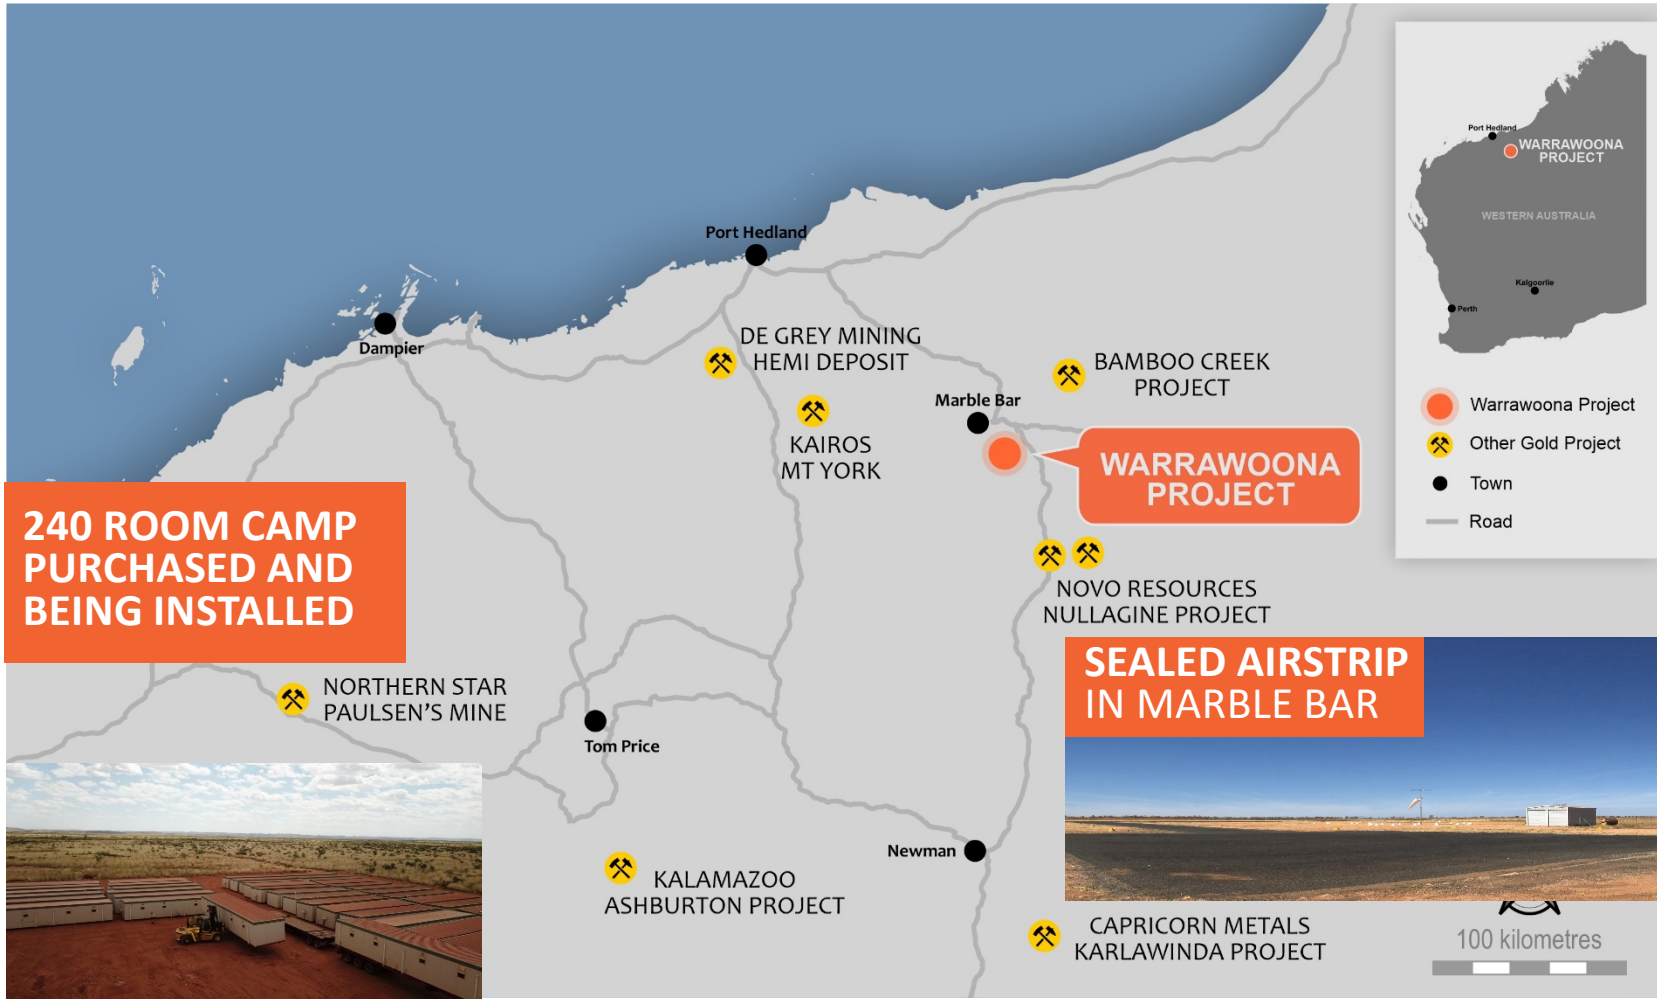 Port Hedland
Dampier
DE GREY MINING
HEMI DEPOSIT
BAMBOO CREEK
PROJECT
Marble Bar
KAIROS
MT YORK
WARRAWOONA
PROJECT
240 ROOM CAMP
PURCHASED AND
BEING INSTALLED
NOVO RESOURCES
NULLAGINE PROJECT
SEALED AIRSTRIP
IN MARBLE BAR
NORTHERN STAR
PAULSEN'S MINE
Tom Price
Newman
KALAMAZOO
ASHBURTON PROJECT
CAPRICORN METALS
KARLAWINDA PROJECT
100 kilometres
Port Hedland
WARRAWOONA
PROJECT
WESTERN AUSTRALIA
Kalgoorlie
Perth
Warrawoona Project
Other Gold Project
Town
Road